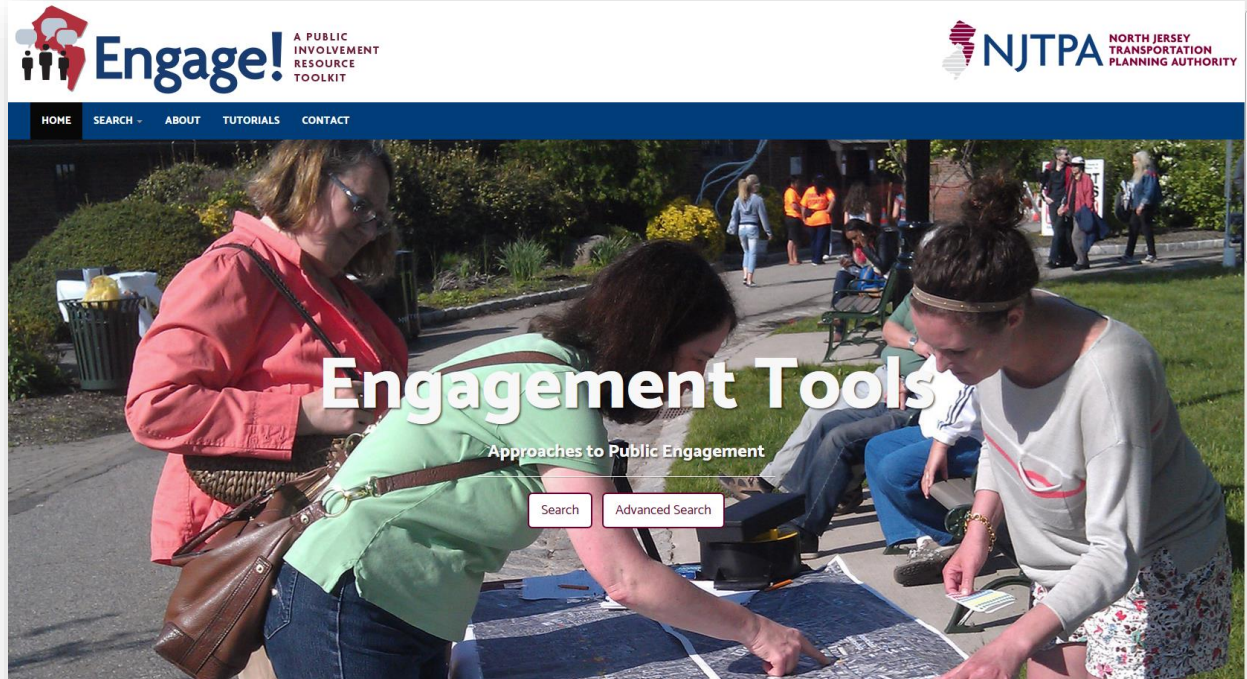 Engage!
A PUBLIC
INVOLVEMENT
RESOURCE
TOOLKIT
NJTPA
NORTH JERSEY
TRANSPORTATION
PLANNING AUTHORITY
HOME SEARCH ABOUT TUTORIALS CONTACT
Engagement Tools
Approaches to Public Engagement
Search Advanced Search